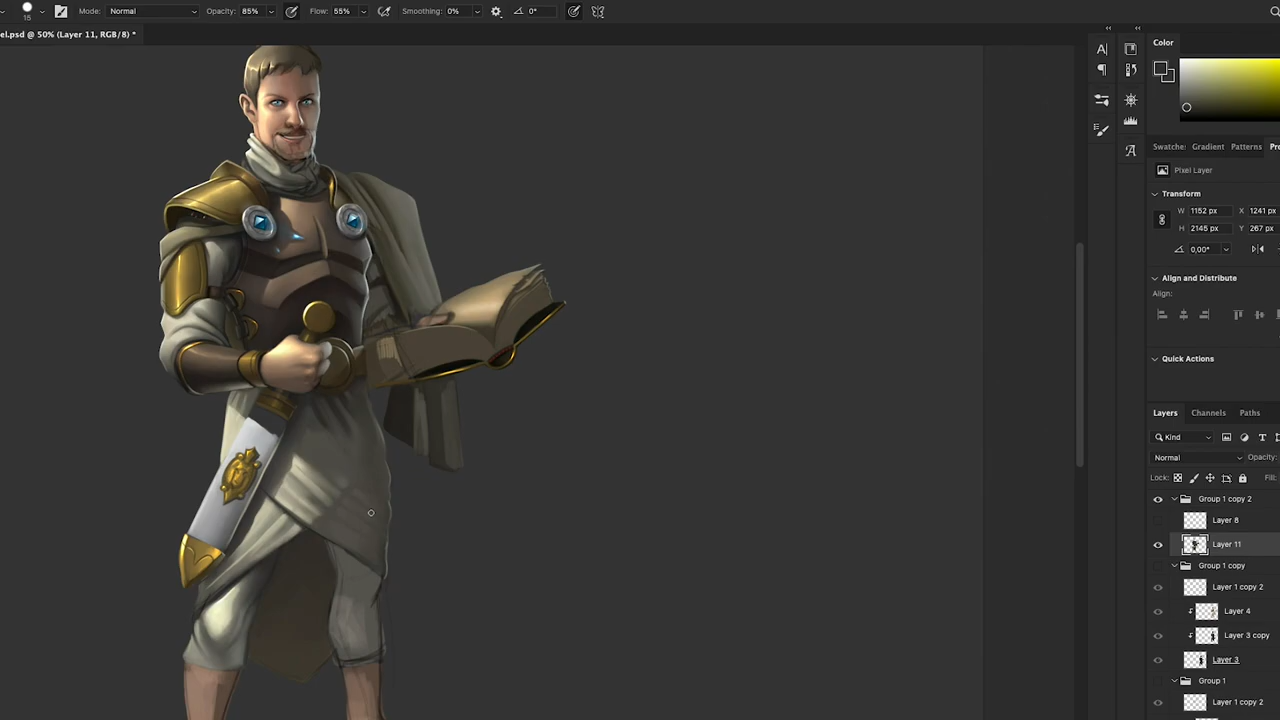 15 Mode: Normal Opacity: 85% Flow: 55% Smoothing: 0% 0°
el.psd @ 50% (Layer 11, RGB/8) *
Color
Swatche: Gradient Patterns Pro
Pixel Layer
Transform
W 1152 px X 1241 px
H 2145 px Y 267 px
0,00°
Align and Distribute
Align:
Quick Actions
Layers Channels Paths
Kind
Normal Opacity:
Lock: Fill:
Group 1 copy 2
Layer 8
Layer 11
Group 1 copy
Layer 1 copy 2
Layer 4
Layer 3 copy
Layer 3
Group 1
Layer 1 copy 2